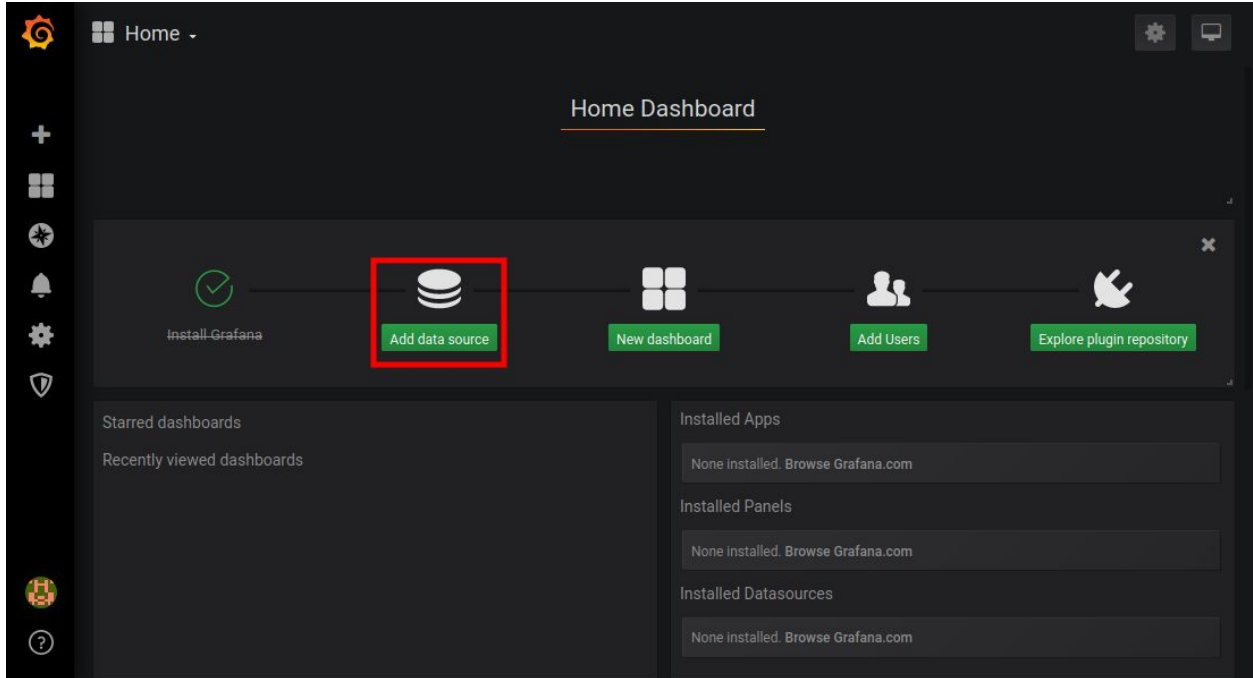 Home
Home Dashboard
Install Grafana
Add data source
New dashboard
Add Users
Explore plugin repository
Starred dashboards
Recently viewed dashboards
Installed Apps
None installed. Browse Grafana.com
Installed Panels
None installed. Browse Grafana.com
Installed Datasources
None installed. Browse Grafana.com